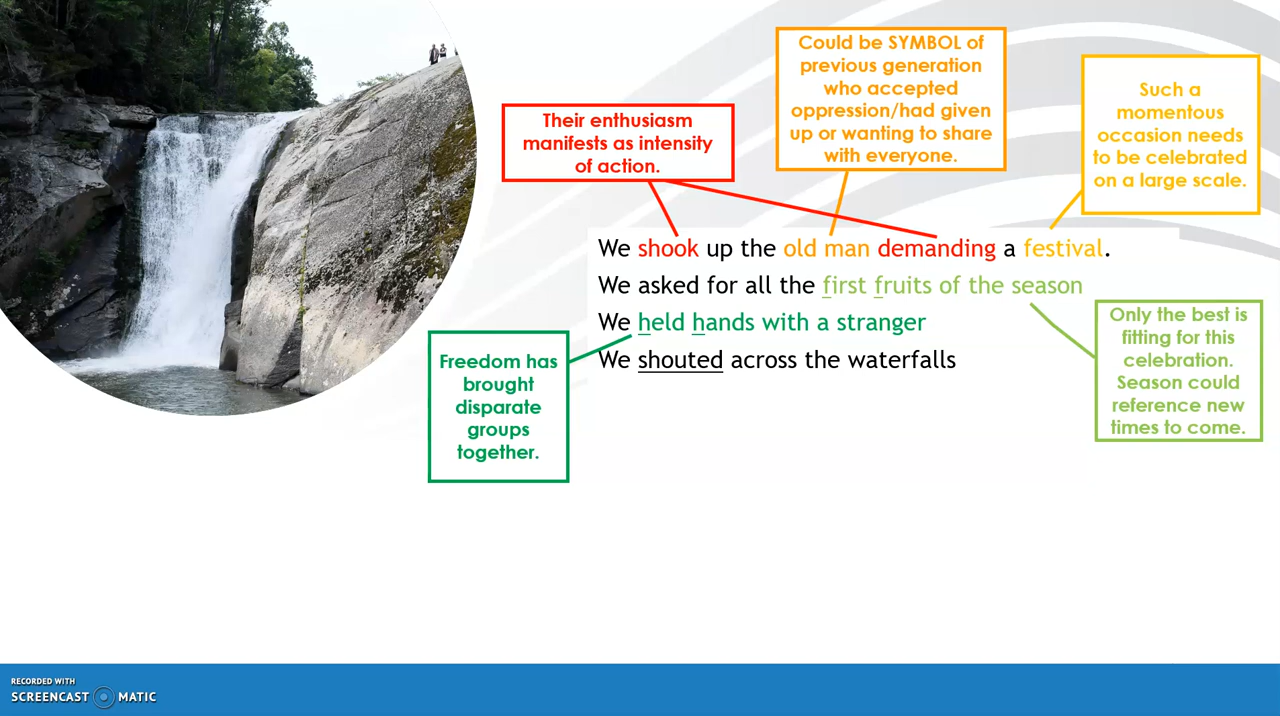 Could be SYMBOL of
previous generation
who accepted
oppression/had given
up or wanting to share
with everyone.
Such a
momentous
occasion needs
to be celebrated
on a large scale.
Their enthusiasm
manifests as intensity
of action.
We shook up the old man demanding a festival.
We asked for all the first fruits of the season
We held hands with a stranger
We shouted across the waterfalls
Only the best is
fitting for this
celebration.
Season could
reference new
times to come.
Freedom has
brought
disparate
groups
together.
RECORDED WITH
SCREENCAST MATIC